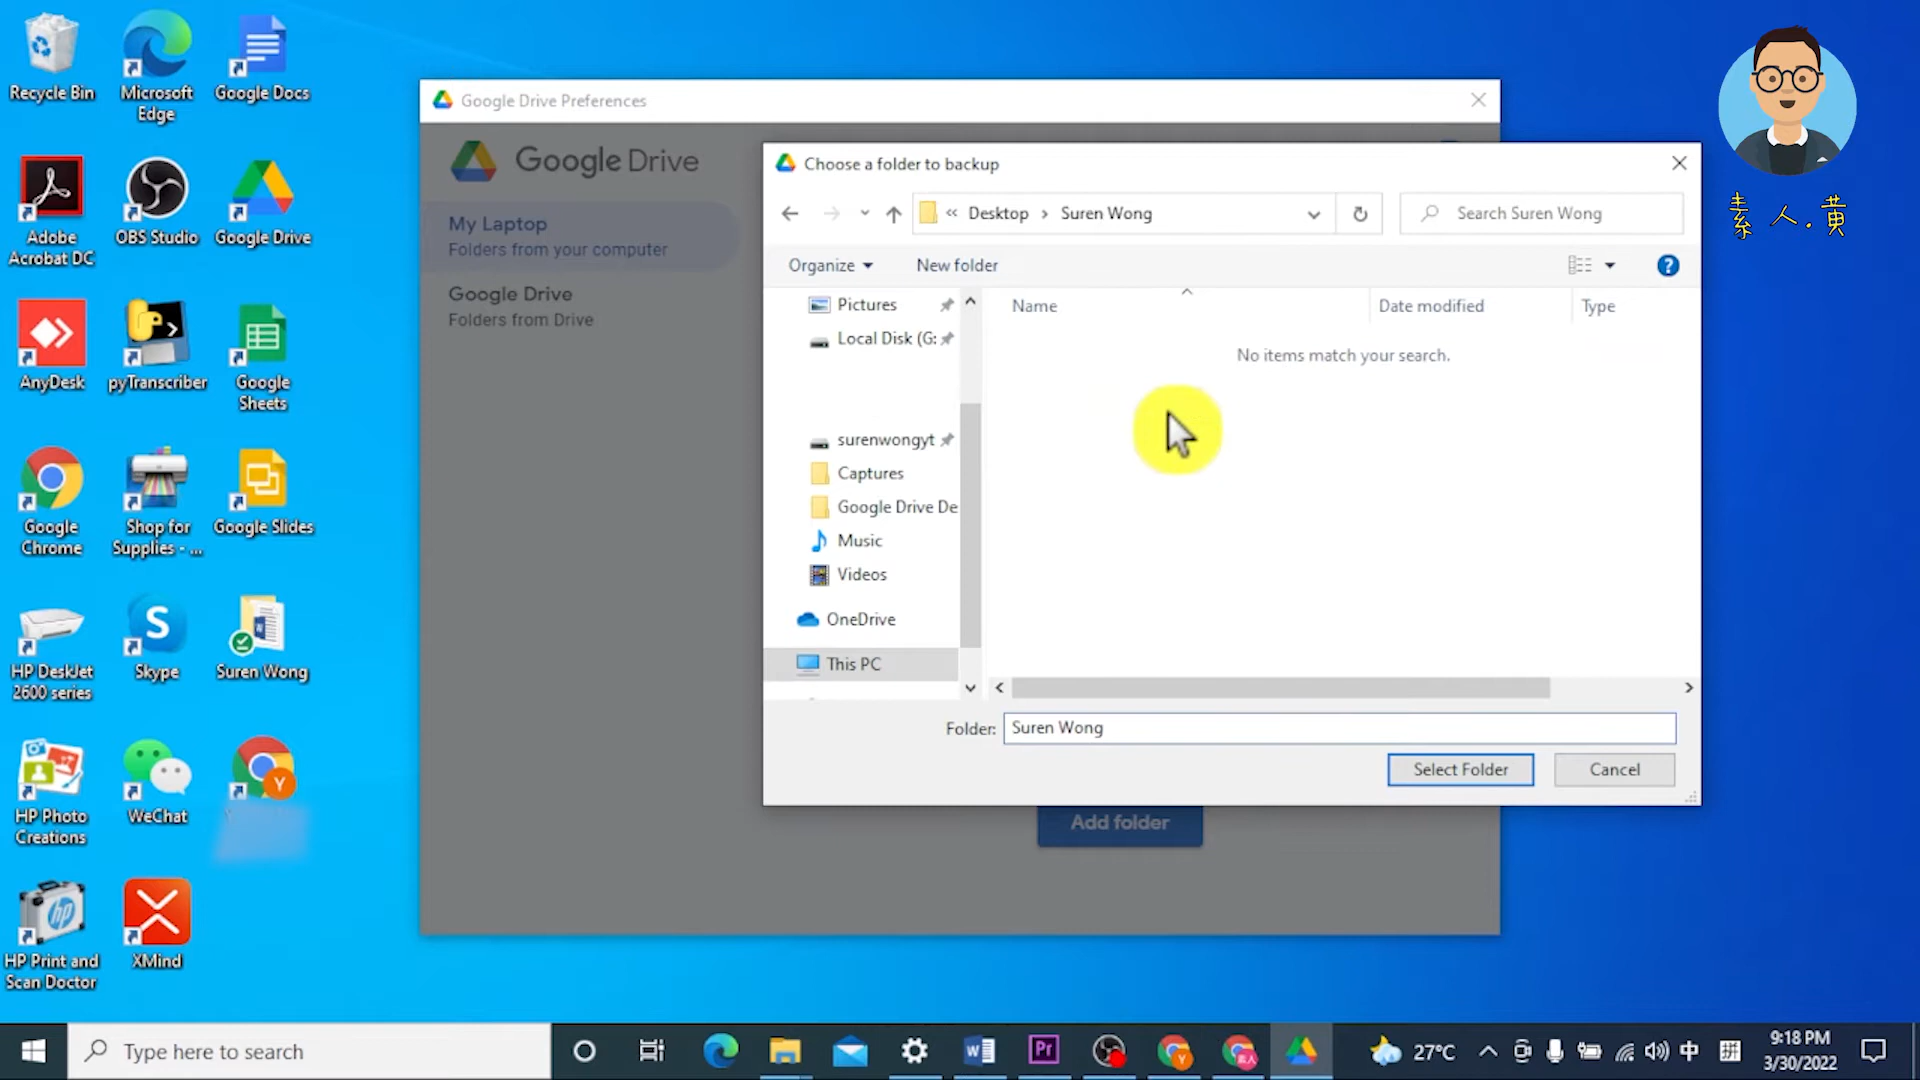 Recycle Bin
Microsoft
Edge
Google Docs
Adobe
Acrobat DC
OBS Studio
Google Drive
AnyDesk
pyTranscriber
Google
Sheets
Google
Chrome
Shop for
Supplies - ...
Google Slides
HP DeskJet
2600 series
Skype
Suren Wong
HP Photo
Creations
WeChat
HP Print and
Scan Doctor
XMind
Google Drive Preferences
Google Drive
My Laptop
Folders from your computer
Google Drive
Folders from Drive
Add folder
Choose a folder to backup
« Desktop › Suren Wong
Search Suren Wong
Organize
New folder
Pictures
Local Disk (G:
surenwongyt
Captures
Google Drive De
Music
Videos
OneDrive
This PC
Name
Date modified
Type
No items match your search.
Folder: Suren Wong
Select Folder
Cancel
素人.黄
Type here to search
27°C
中
拼
9:18 PM
3/30/2022